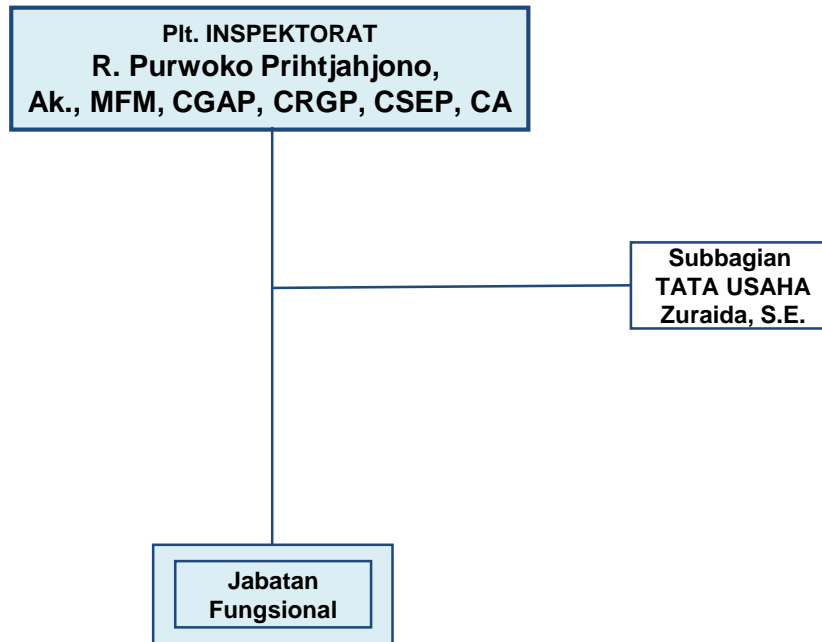 Plt. INSPEKTORAT
R. Purwoko Prihtjahjono,
Ak., MFM, CGAP, CRGP, CSEP, CA
Subbagian
TATA USAHA
Zuraida, S.E.
Jabatan
Fungsional